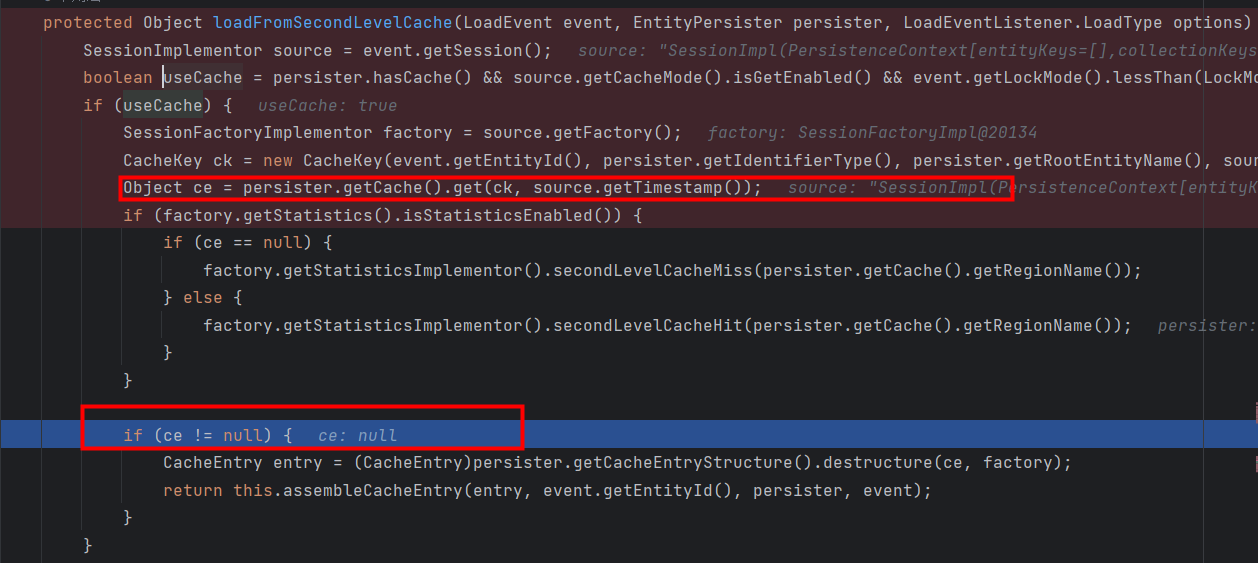 protected Object loadFromSecondLevelCache(LoadEvent event, EntityPersister persister, LoadEventListener.LoadType options)
SessionImplementor source = event.getSession();   source: "SessionImpl(PersistenceContext[entityKeys=[],collectionKeys
boolean useCache = persister.hasCache() && source.getCacheMode().isGetEnabled() && event.getLockMode().lessThan(LockMo
if (useCache) {   useCache: true
SessionFactoryImplementor factory = source.getFactory();   factory: SessionFactoryImpl@20134
CacheKey ck = new CacheKey(event.getEntityId(), persister.getIdentifierType(), persister.getRootEntityName(), sour
Object ce = persister.getCache().get(ck, source.getTimestamp());   source: "SessionImpl(PersistenceContext[entityK
if (factory.getStatistics().isStatisticsEnabled()) {
if (ce == null) {
factory.getStatisticsImplementor().secondLevelCacheMiss(persister.getCache().getRegionName());
} else {
factory.getStatisticsImplementor().secondLevelCacheHit(persister.getCache().getRegionName());   persister:
}
}
if (ce != null) {   ce: null
CacheEntry entry = (CacheEntry)persister.getCacheEntryStructure().destructure(ce, factory);
return this.assembleCacheEntry(entry, event.getEntityId(), persister, event);
}
}